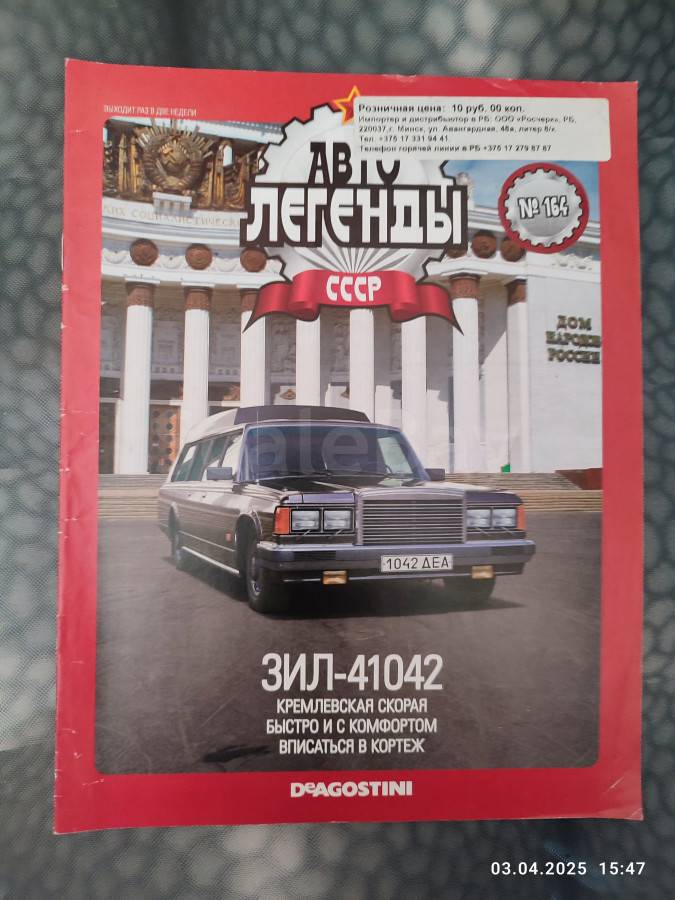 ВЫХОДИТ РАЗ В ДВЕ НЕДЕЛИ
Розничная цена: 10 руб. 00 коп.
Импортер и дистрибьютор в РБ: ООО «Росчерк», РБ,
220037, г. Минск, ул. Авангардная, 48а, литер 8/к.
Тел. +375 17 331 94 41.
Телефон горячей линии в РБ +375 17 279 87 87
АВТО
ЛЕГЕНДЫ
СССР
№ 164
ДОМ
НАРОДОВ
РОССИИ
1042 ДЕА
ЗИЛ-41042
КРЕМЛЕВСКАЯ СКОРАЯ
БЫСТРО И С КОМФОРТОМ
ВПИСАТЬСЯ В КОРТЕЖ
DeAGOSTINI
03.04.2025 15:47